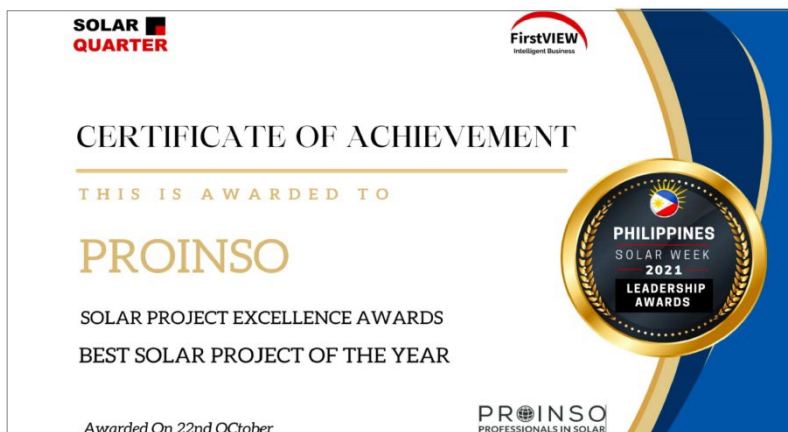 SOLAR
QUARTER
FirstVIEW
Intelligent Business
CERTIFICATE OF ACHIEVEMENT
THIS IS AWARDED TO
PROINSO
SOLAR PROJECT EXCELLENCE AWARDS
BEST SOLAR PROJECT OF THE YEAR
Awarded On 22nd OCtober
PROINSO
PROFESSIONALS IN SOLAR
PHILIPPINES
SOLAR WEEK
2021
LEADERSHIP
AWARDS